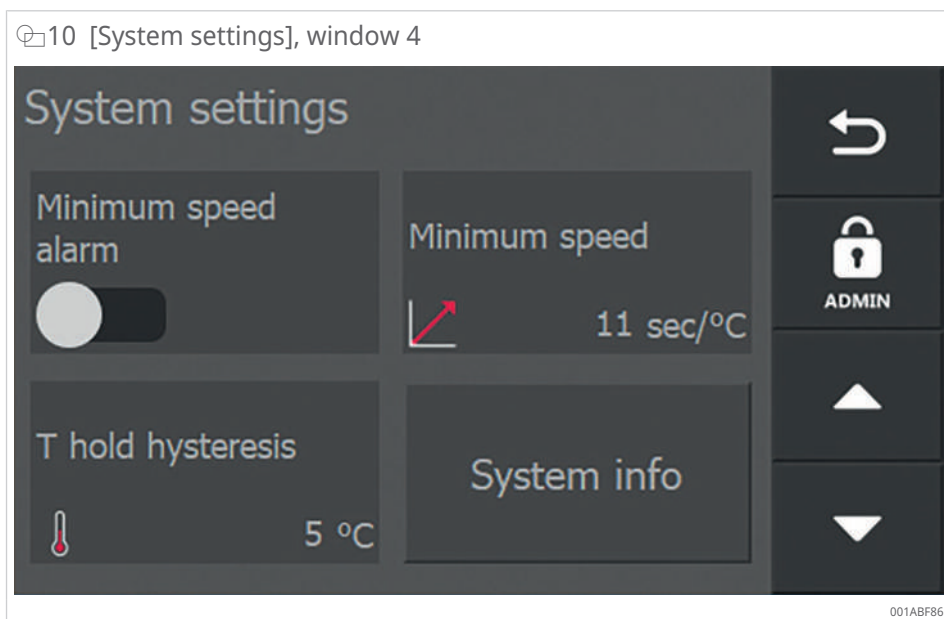 10 [System settings], window 4
System settings
Minimum speed
alarm
Minimum speed
11 sec/°C
ADMIN
T hold hysteresis
5 °C
System info
001ABF86